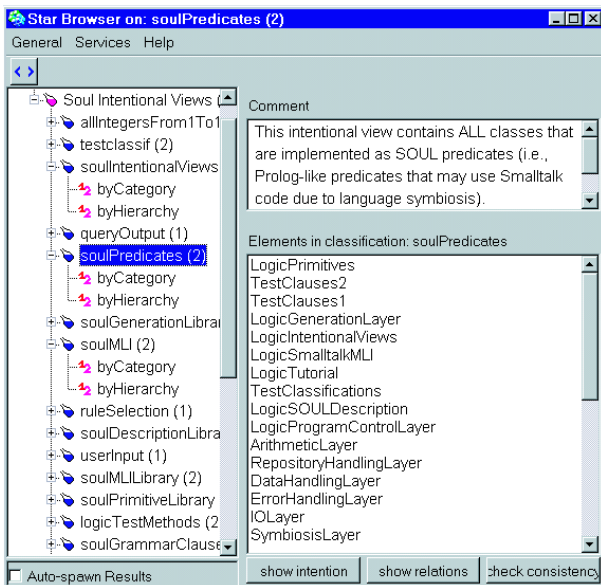 Star Browser on: soulPredicates (2)
General Services Help
Soul Intentional Views (
allIntegersFrom1To1
testclassif (2)
soulIntentionalViews
byCategory
byHierarchy
queryOutput (1)
soulPredicates (2)
byCategory
byHierarchy
soulGenerationLibra
soulMLI (2)
byCategory
byHierarchy
ruleSelection (1)
soulDescriptionLibra
userInput (1)
soulMLILibrary (2)
soulPrimitiveLibrary
logicTestMethods (2
soulGrammarClause
Auto-spawn Results
Comment
This intentional view contains ALL classes that
are implemented as SOUL predicates (i.e.,
Prolog-like predicates that may use Smalltalk
code due to language symbiosis).
Elements in classification: soulPredicates
LogicPrimitives
TestClauses2
TestClauses1
LogicGenerationLayer
LogicIntentionalViews
LogicSmalltalkMLI
LogicTutorial
TestClassifications
LogicSOULDescription
LogicProgramControlLayer
ArithmeticLayer
RepositoryHandlingLayer
DataHandlingLayer
ErrorHandlingLayer
IOLayer
SymbiosisLayer
show intention show relations check consistency